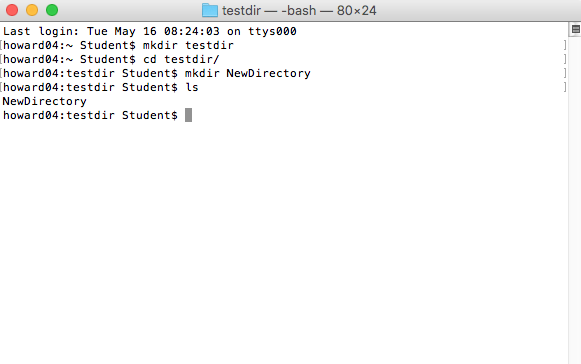 testdir — -bash — 80×24
Last login: Tue May 16 08:24:03 on ttys000
[howard04:~ Student$ mkdir testdir ]
[howard04:~ Student$ cd testdir/ ]
[howard04:testdir Student$ mkdir NewDirectory ]
[howard04:testdir Student$ ls ]
NewDirectory
howard04:testdir Student$